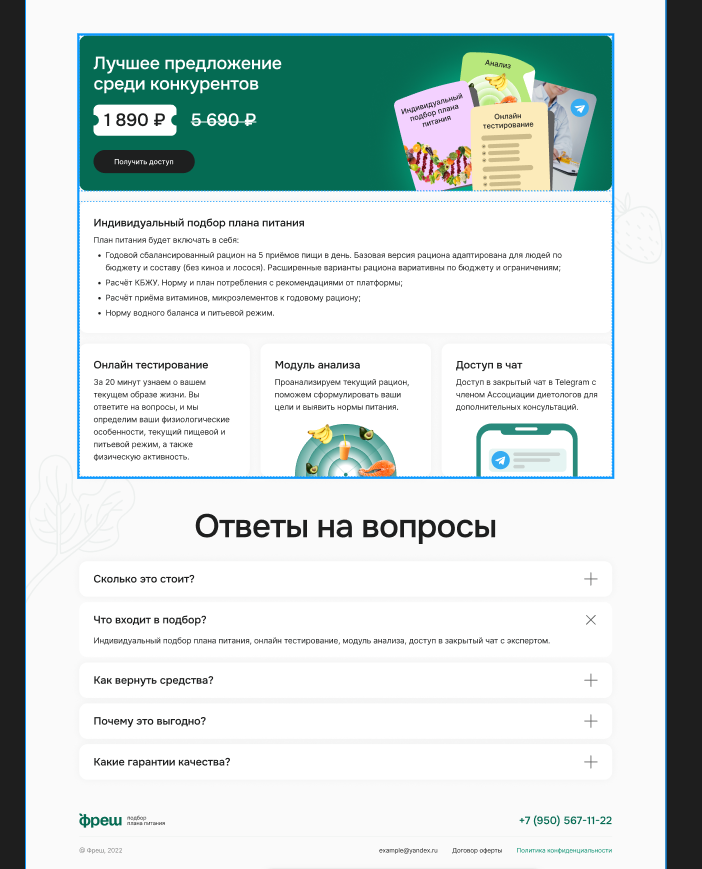 Лучшее предложение
среди конкурентов
1 890 ₽ 5 690 ₽
Получить доступ
Анализ
Индивидуальный
подбор плана
питания
Онлайн
тестирование
Индивидуальный подбор плана питания
План питания будет включать в себя:
• Годовой сбалансированный рацион на 5 приёмов пищи в день. Базовая версия рациона адаптирована для людей по
бюджету и составу (без киноа и лосося). Расширенные варианты рациона вариативны по бюджету и ограничениям;
• Расчёт КБЖУ. Норму и план потребления с рекомендациями от платформы;
• Расчёт приёма витаминов, микроэлементов к годовому рациону;
• Норму водного баланса и питьевой режим.
Онлайн тестирование
За 20 минут узнаем о вашем
текущем образе жизни. Вы
ответите на вопросы, и мы
определим ваши физиологические
особенности, текущий пищевой и
питьевой режим, а также
физическую активность.
Модуль анализа
Проанализируем текущий рацион,
поможем сформулировать ваши
цели и выявить нормы питания.
Доступ в чат
Доступ в закрытый чат в Telegram с
членом Ассоциации диетологов для
дополнительных консультаций.
Ответы на вопросы
Сколько это стоит?
Что входит в подбор?
Индивидуальный подбор плана питания, онлайн тестирование, модуль анализа, доступ в закрытый чат с экспертом.
Как вернуть средства?
Почему это выгодно?
Какие гарантии качества?
фреш подбор
плана питания
+7 (950) 567-11-22
@ Фреш, 2022
example@yandex.ru Договор оферты Политика конфиденциальности